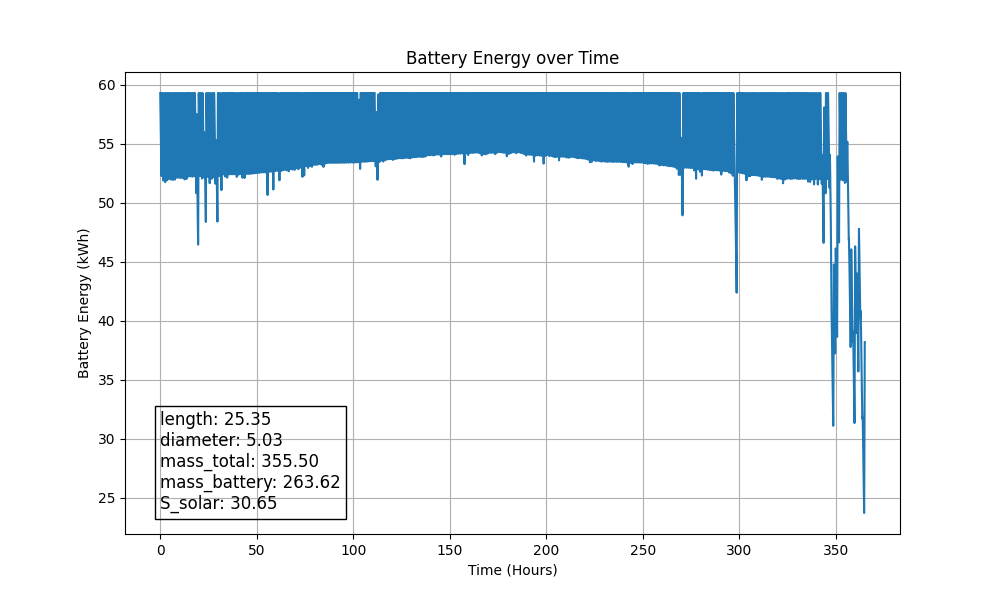 Battery Energy over Time
60
55
50
45
40
35
30
25
Battery Energy (kWh)
length: 25.35
diameter: 5.03
mass_total: 355.50
mass_battery: 263.62
S_solar: 30.65
0 50 100 150 200 250 300 350
Time (Hours)